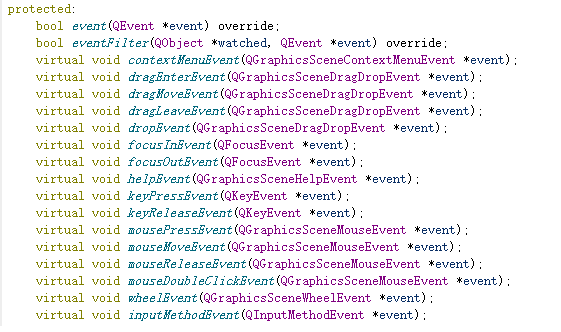 protected:
    bool event(QEvent *event) override;
    bool eventFilter(QObject *watched, QEvent *event) override;
    virtual void contextMenuEvent(QGraphicsSceneContextMenuEvent *event);
    virtual void dragEnterEvent(QGraphicsSceneDragDropEvent *event);
    virtual void dragMoveEvent(QGraphicsSceneDragDropEvent *event);
    virtual void dragLeaveEvent(QGraphicsSceneDragDropEvent *event);
    virtual void dropEvent(QGraphicsSceneDragDropEvent *event);
    virtual void focusInEvent(QFocusEvent *event);
    virtual void focusOutEvent(QFocusEvent *event);
    virtual void helpEvent(QGraphicsSceneHelpEvent *event);
    virtual void keyPressEvent(QKeyEvent *event);
    virtual void keyReleaseEvent(QKeyEvent *event);
    virtual void mousePressEvent(QGraphicsSceneMouseEvent *event);
    virtual void mouseMoveEvent(QGraphicsSceneMouseEvent *event);
    virtual void mouseReleaseEvent(QGraphicsSceneMouseEvent *event);
    virtual void mouseDoubleClickEvent(QGraphicsSceneMouseEvent *event);
    virtual void wheelEvent(QGraphicsSceneWheelEvent *event);
    virtual void inputMethodEvent(QInputMethodEvent *event);